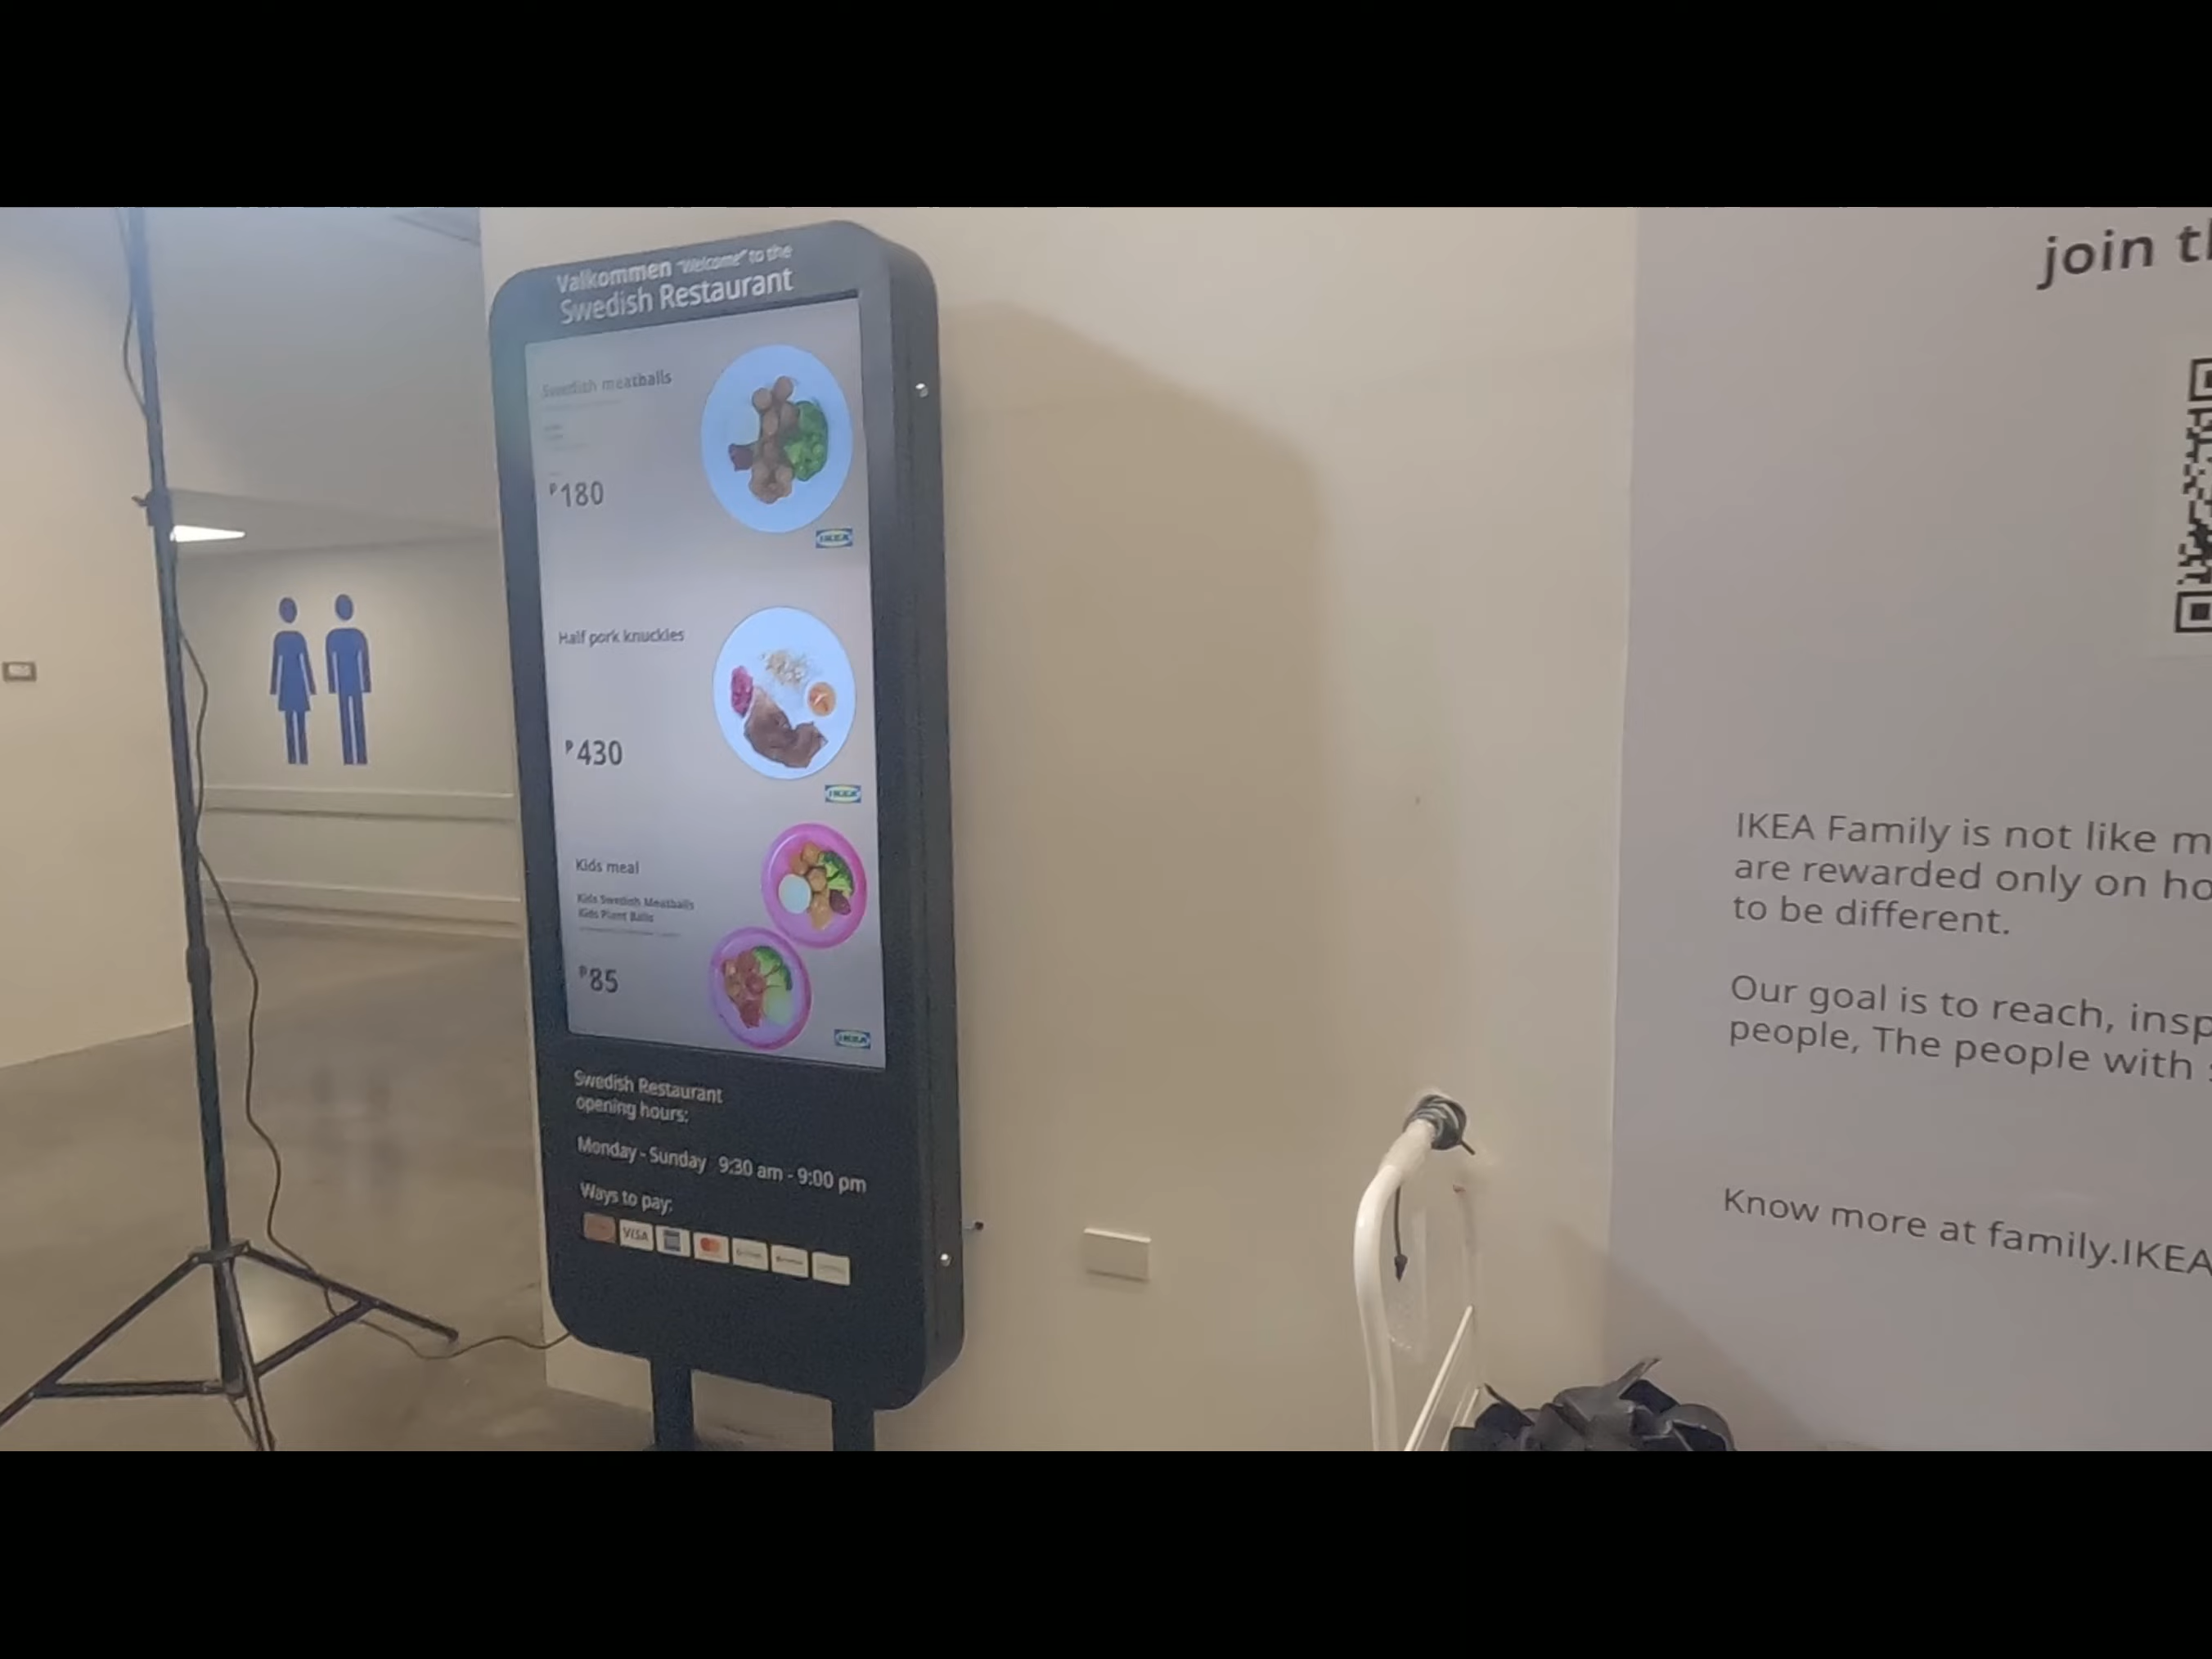 Valkommen "Welcome" to the
Swedish Restaurant
Swedish meatballs
₱180
IKEA
Half pork knuckles
₱430
IKEA
Kids meal
Kids Swedish Meatballs
Kids Plant Balls
₱85
IKEA
Swedish Restaurant
opening hours:
Monday - Sunday 9:30 am - 9:00 pm
Ways to pay:
VISA
join
IKEA Family is not like
are rewarded only on
to be different.
Our goal is to reach,
people, The people with
Know more at family.IKEA